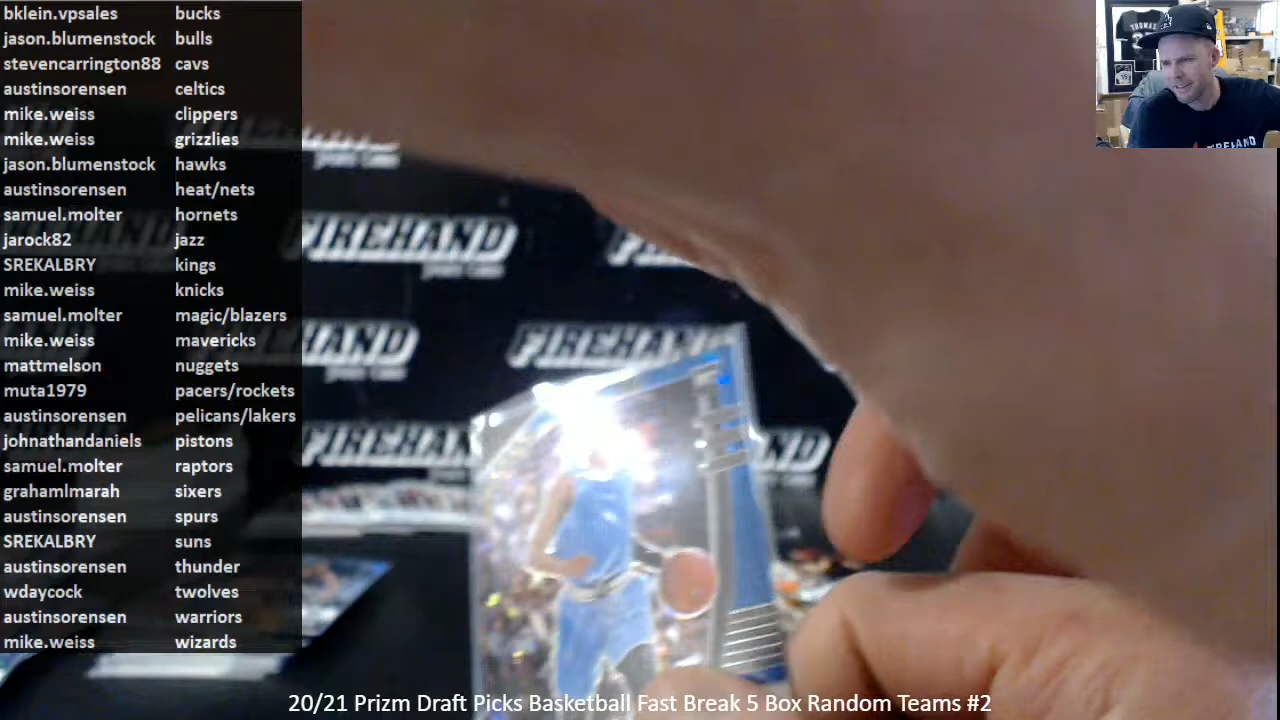 bklein.vpsales bucks
jason.blumenstock bulls
stevencarrington88 cavs
austinsorensen celtics
mike.weiss clippers
mike.weiss grizzlies
jason.blumenstock hawks
austinsorensen heat/nets
samuel.molter hornets
jarock82 jazz
SREKALBRY kings
mike.weiss knicks
samuel.molter magic/blazers
mike.weiss mavericks
mattmelson nuggets
muta1979 pacers/rockets
austinsorensen pelicans/lakers
johnathandaniels pistons
samuel.molter raptors
grahamlmarah sixers
austinsorensen spurs
SREKALBRY suns
austinsorensen thunder
wdaycock twolves
austinsorensen warriors
mike.weiss wizards
FIREHAND
FIREHAND
FIREHAND
20/21 Prizm Draft Picks Basketball Fast Break 5 Box Random Teams #2